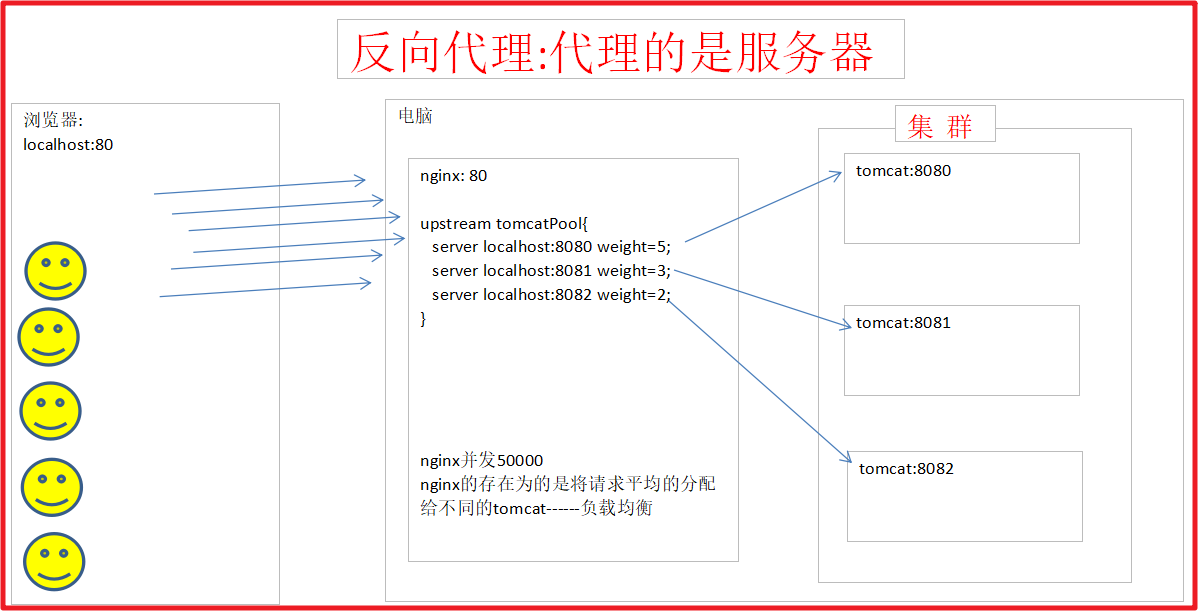 反向代理:代理的是服务器
浏览器:
localhost:80
电脑
nginx: 80
upstream tomcatPool{
server localhost:8080 weight=5;
server localhost:8081 weight=3;
server localhost:8082 weight=2;
}
nginx并发50000
nginx的存在为的是将请求平均的分配
给不同的tomcat------负载均衡
集 群
tomcat:8080
tomcat:8081
tomcat:8082